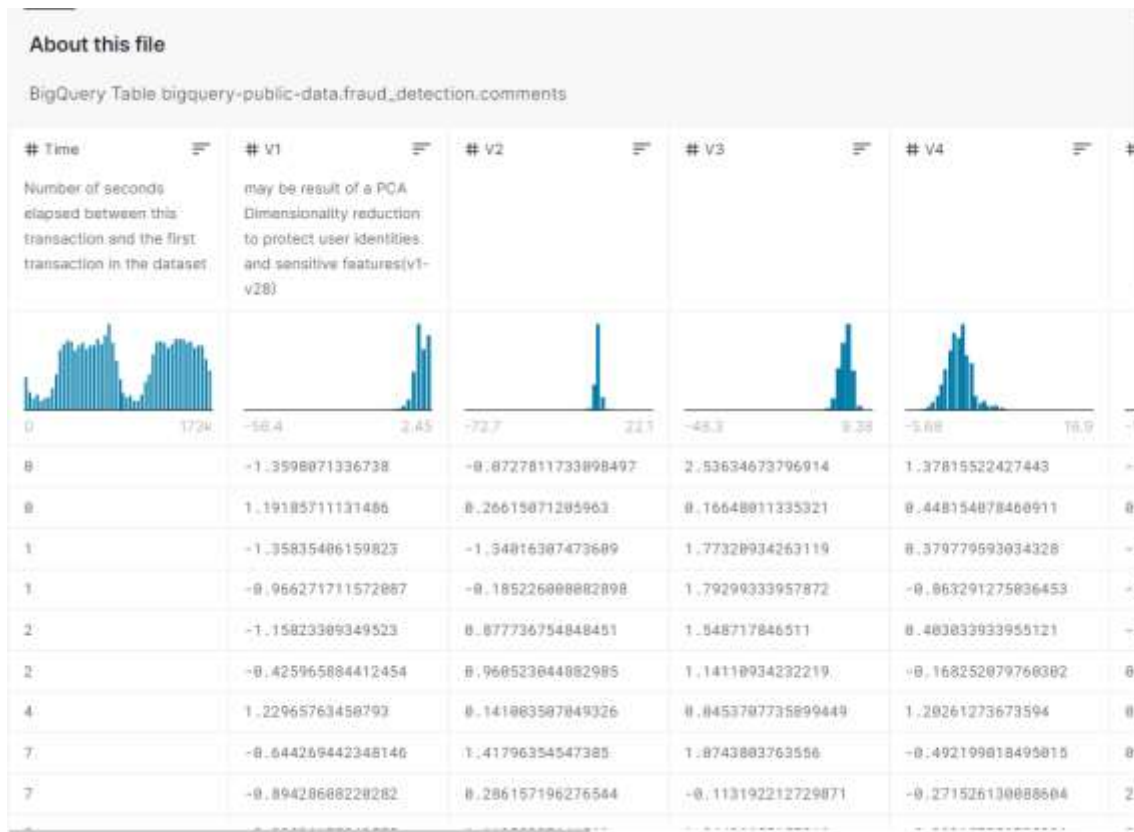 About this file
BigQuery Table bigquery-public-data.fraud_detection.comments
# Time
# V1
# V2
# V3
# V4
Number of seconds
elapsed between this
transaction and the first
transaction in the dataset
may be result of a PCA
Dimensionality reduction
to protect user identities
and sensitive features(v1-
v28)
0 172k
-56.4 2.45
-72.7 22.1
-48.3 9.38
-5.68 16.9
0 -1.3598071336738 -0.0727811733098497 2.53634673796914 1.37815522427443
0 1.19185711131486 0.26615071205963 0.16648011335321 0.448154078460911
1 -1.35835406159823 -1.34016307473609 1.77320934263119 0.379779593034328
1 -0.966271711572087 -0.185226008082898 1.79299333957872 -0.863291275036453
2 -1.15823309349523 0.877736754848451 1.548717846511 0.403033933955121
2 -0.425965884412454 0.960523044882985 1.14110934232219 -0.168252079760302
4 1.22965763450793 0.141003507049326 0.0453707735899449 1.20261273673594
7 -0.644269442348146 1.41796354547385 1.0743803763556 -0.492199018495015
7 -0.89428608220282 0.286157196276544 -0.113192212729871 -0.271526130088604